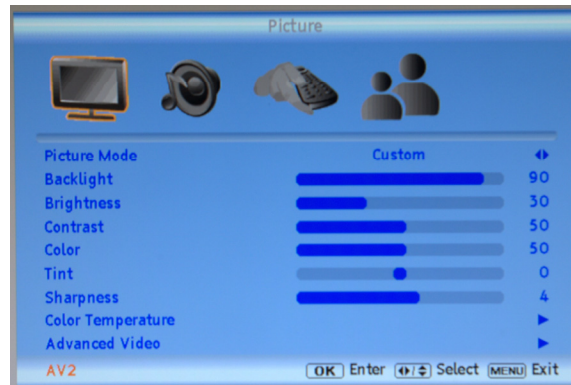 Picture
Picture Mode Custom
Backlight 90
Brightness 30
Contrast 50
Color 50
Tint 0
Sharpness 4
Color Temperature
Advanced Video
AV2 OK Enter Select MENU Exit